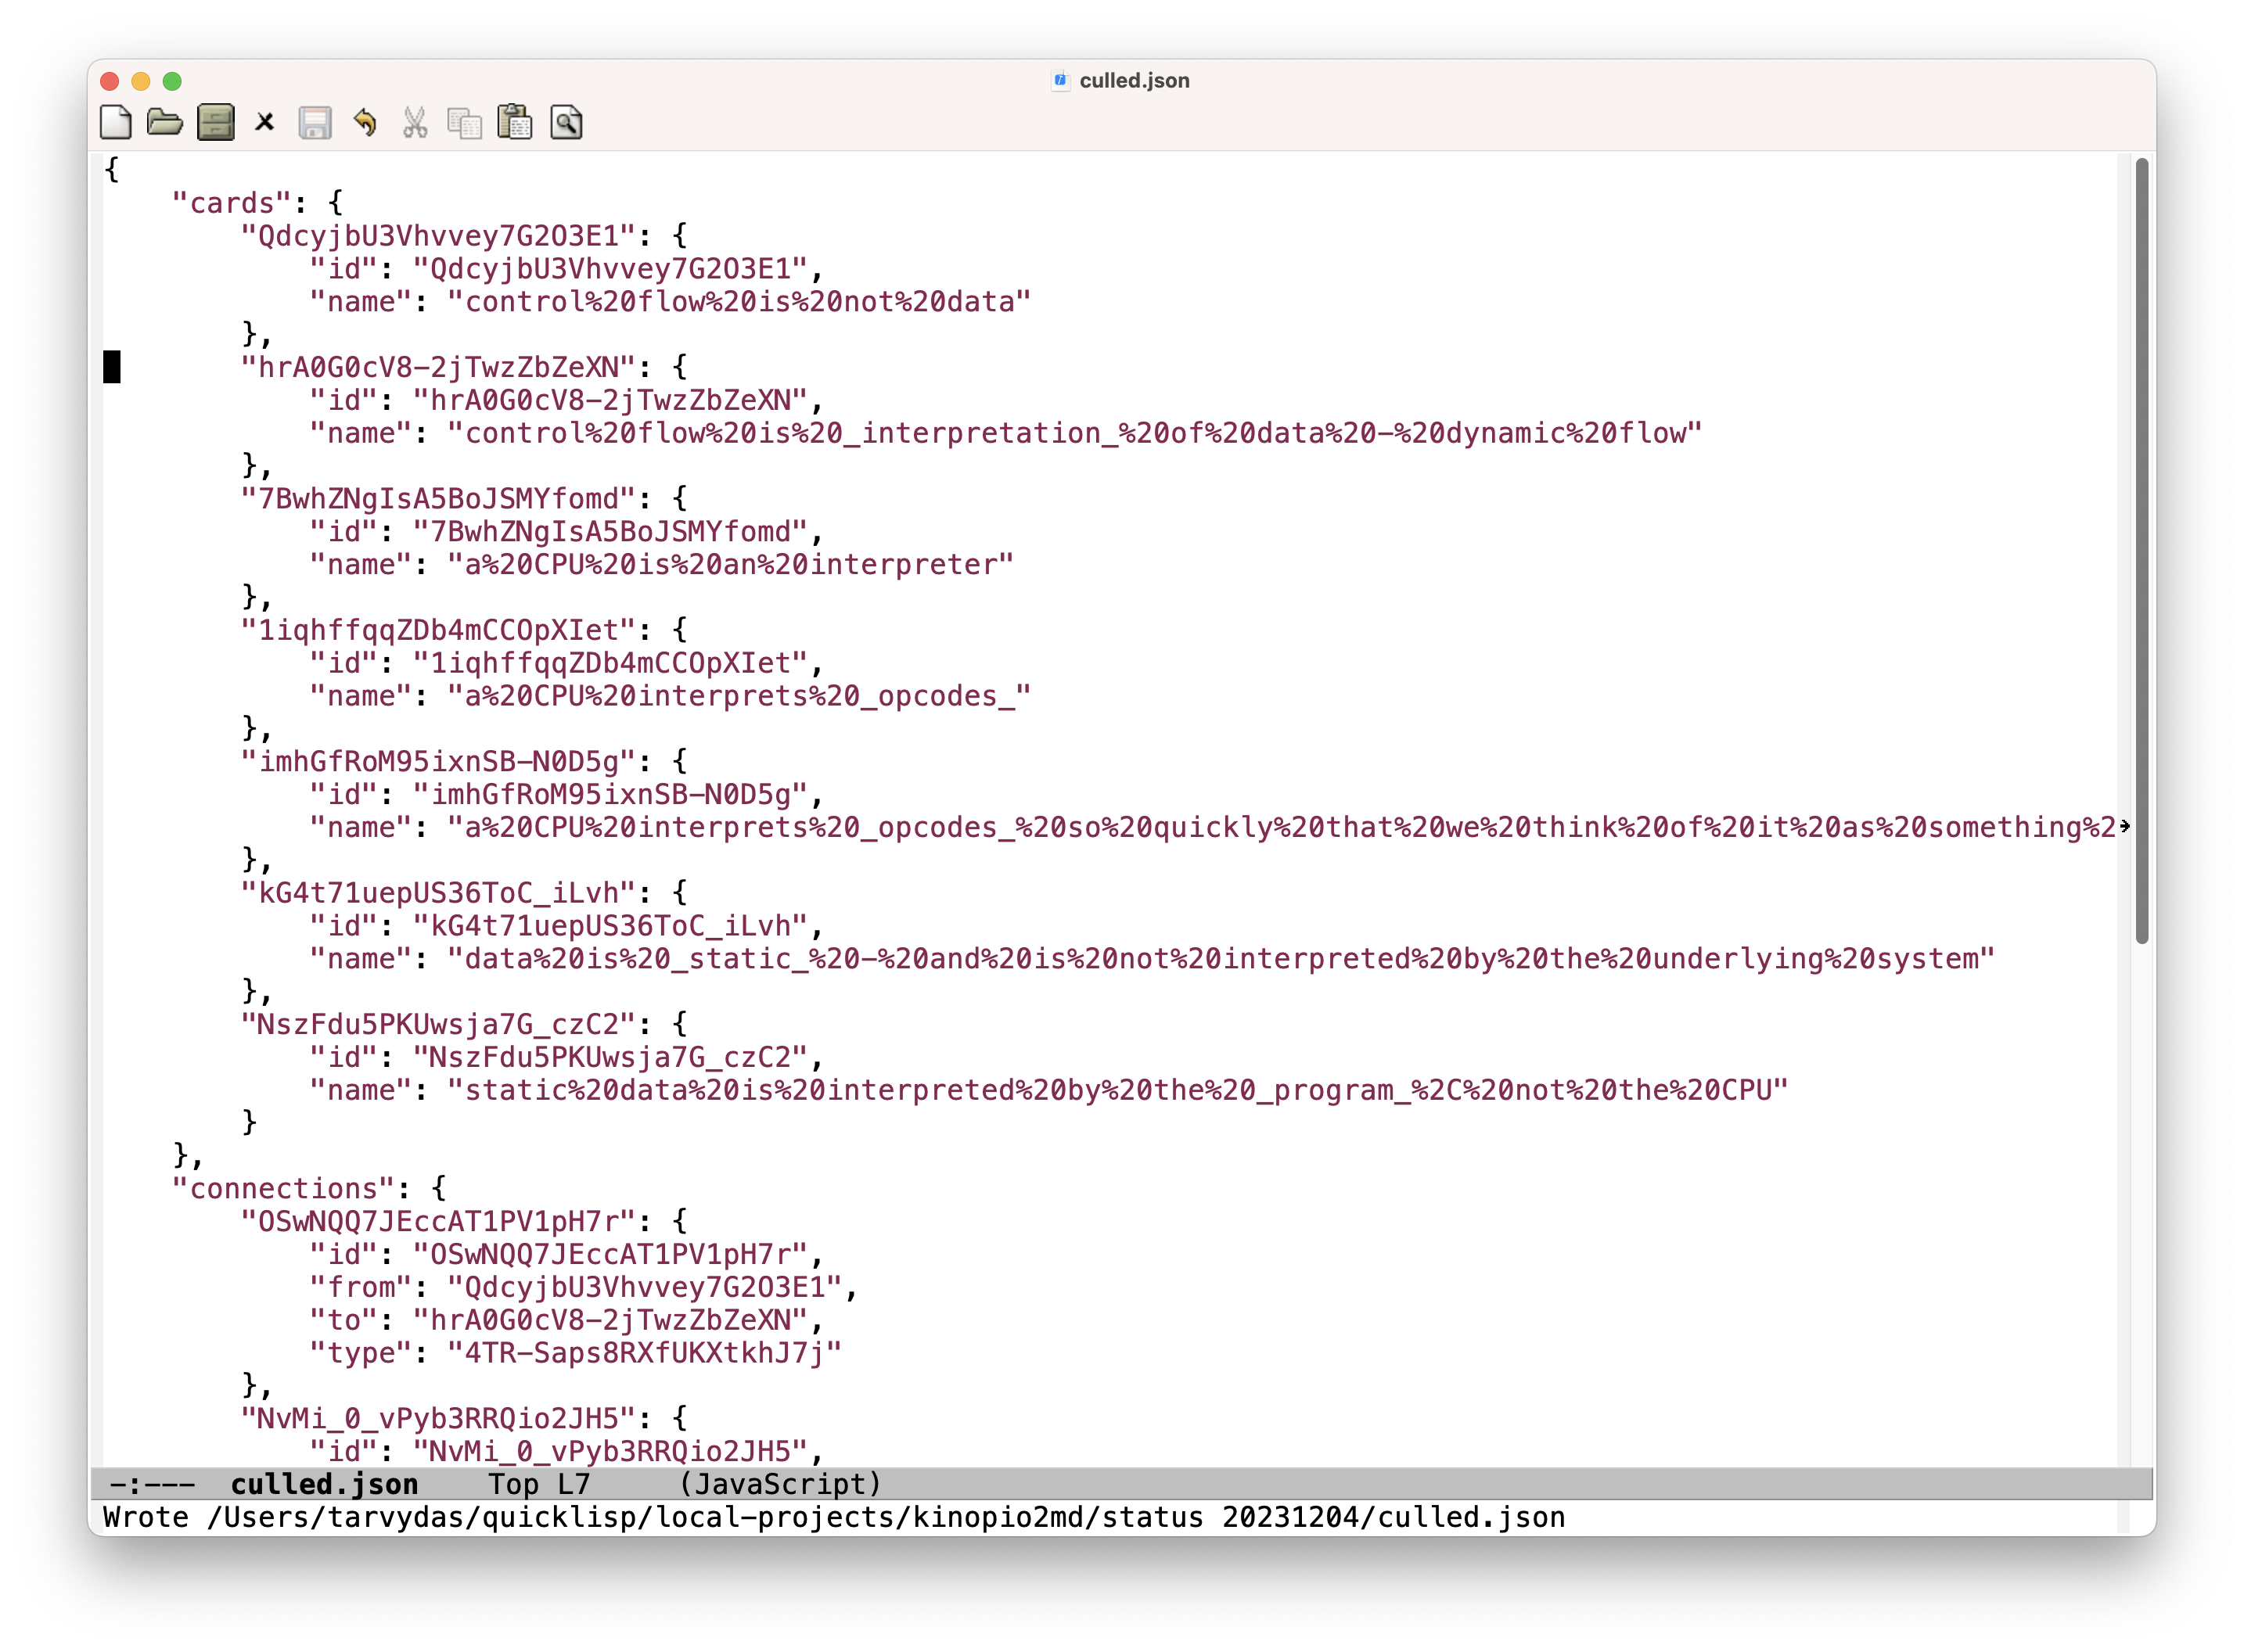 culled.json
{
    "cards": {
        "QdcyjbU3Vhvvey7G2O3E1": {
            "id": "QdcyjbU3Vhvvey7G2O3E1",
            "name": "control%20flow%20is%20not%20data"
        },
        "hrA0G0cV8-2jTwzZbZeXN": {
            "id": "hrA0G0cV8-2jTwzZbZeXN",
            "name": "control%20flow%20is%20_interpretation_%20of%20data%20-%20dynamic%20flow"
        },
        "7BwhZNgIsA5BoJSMYfomd": {
            "id": "7BwhZNgIsA5BoJSMYfomd",
            "name": "a%20CPU%20is%20an%20interpreter"
        },
        "1iqhffqqZDb4mCCOpXIet": {
            "id": "1iqhffqqZDb4mCCOpXIet",
            "name": "a%20CPU%20interprets%20_opcodes_"
        },
        "imhGfRoM95ixnSB-N0D5g": {
            "id": "imhGfRoM95ixnSB-N0D5g",
            "name": "a%20CPU%20interprets%20_opcodes_%20so%20quickly%20that%20we%20think%20of%20it%20as%20something%2
        },
        "kG4t71uepUS36ToC_iLvh": {
            "id": "kG4t71uepUS36ToC_iLvh",
            "name": "data%20is%20_static_%20-%20and%20is%20not%20interpreted%20by%20the%20underlying%20system"
        },
        "NszFdu5PKUwsja7G_czC2": {
            "id": "NszFdu5PKUwsja7G_czC2",
            "name": "static%20data%20is%20interpreted%20by%20the%20_program_%2C%20not%20the%20CPU"
        }
    },
    "connections": {
        "OSwNQQ7JEccAT1PV1pH7r": {
            "id": "OSwNQQ7JEccAT1PV1pH7r",
            "from": "QdcyjbU3Vhvvey7G2O3E1",
            "to": "hrA0G0cV8-2jTwzZbZeXN",
            "type": "4TR-Saps8RXfUKXtkhJ7j"
        },
        "NvMi_0_vPyb3RRQio2JH5": {
            "id": "NvMi_0_vPyb3RRQio2JH5",
-:--- culled.json Top L7 (JavaScript)
Wrote /Users/tarvydas/quicklisp/local-projects/kinopio2md/status 20231204/culled.json